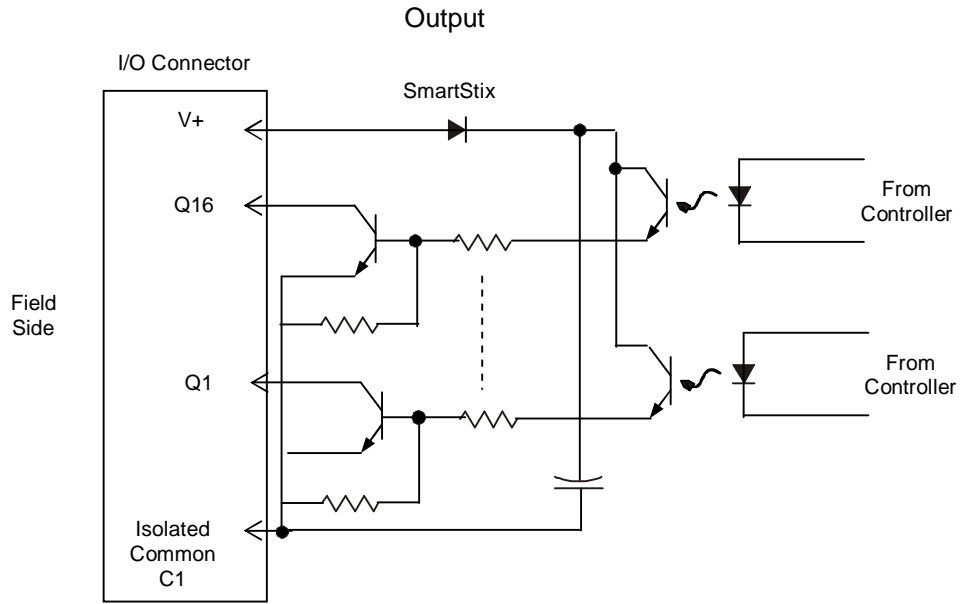 Output
I/O Connector
SmartStix
V+
Q16
From
Controller
Field
Side
Q1
From
Controller
Isolated
Common
C1